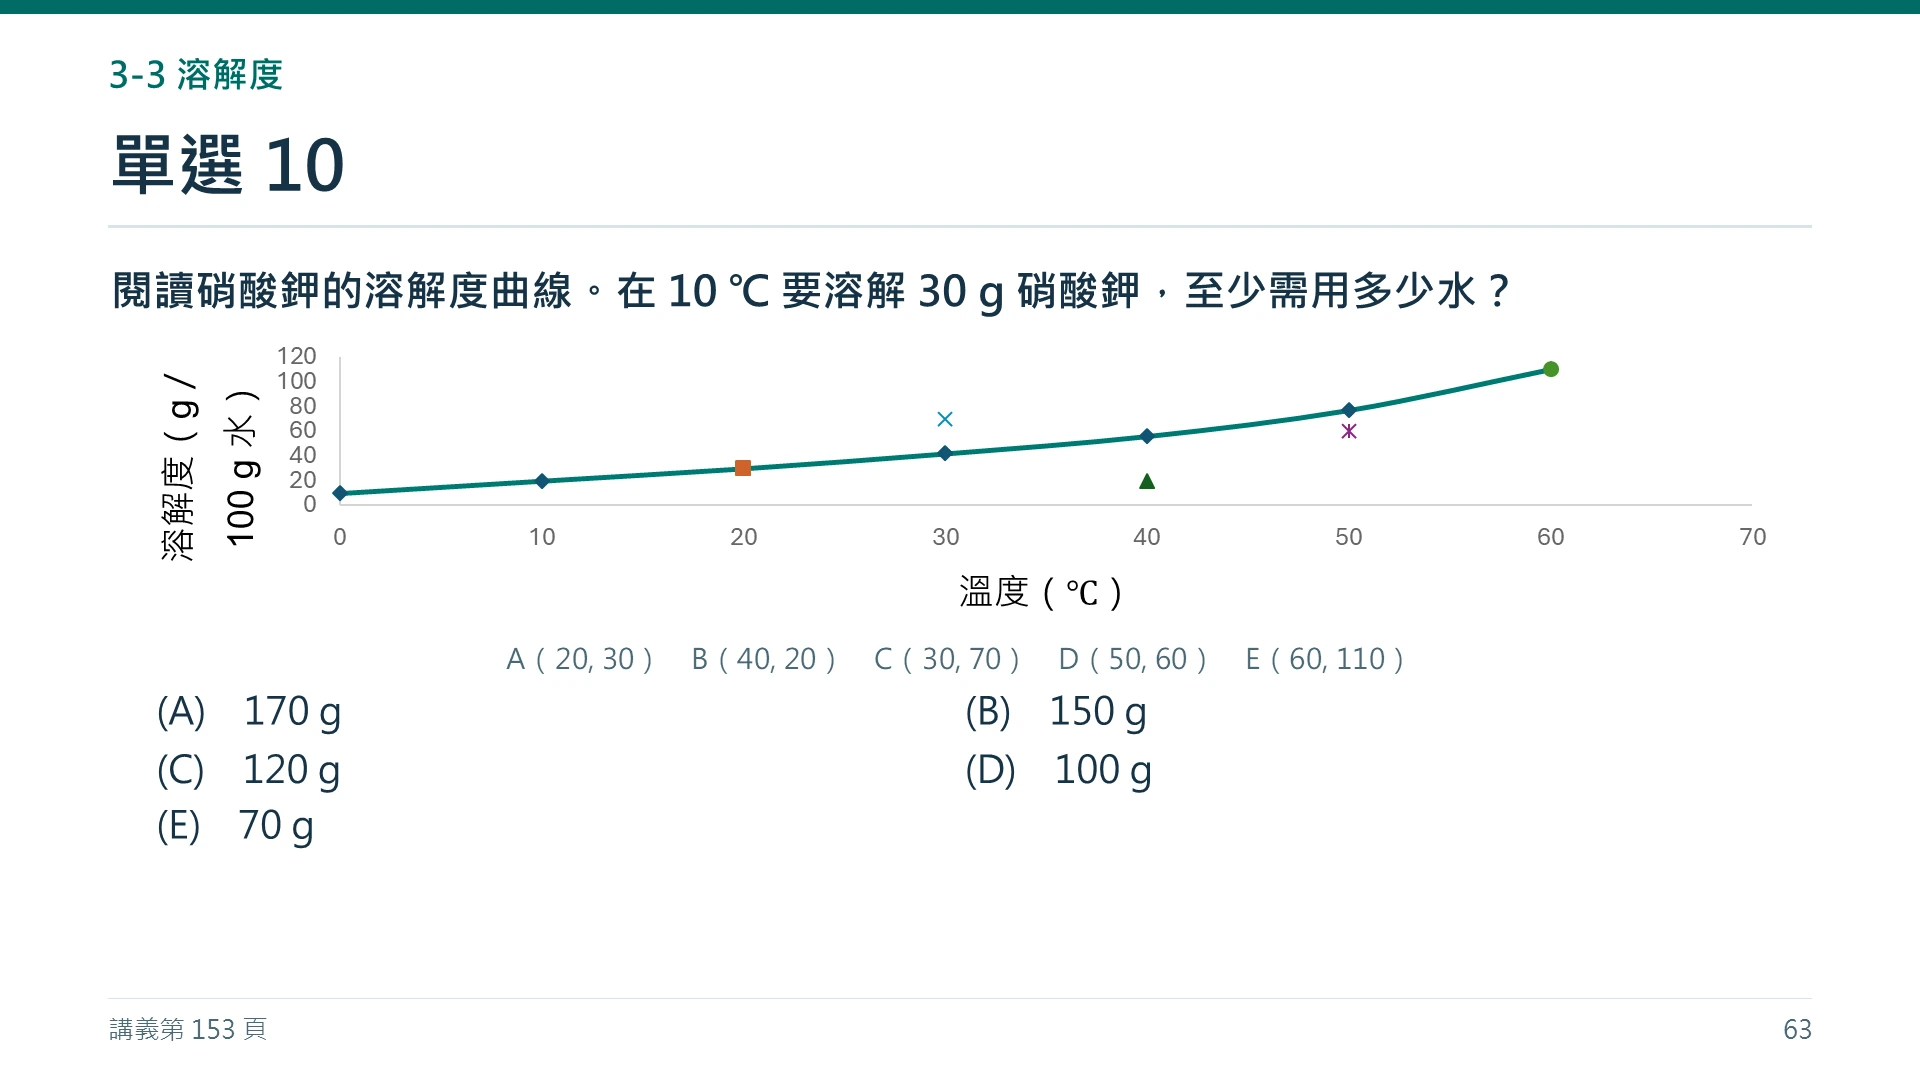 3-3 溶解度
單選 10
閱讀硝酸鉀的溶解度曲線。在 10 ℃ 要溶解 30 g 硝酸鉀，至少需用多少水？
溶解度（g /
100 g 水）
120
100
80
60
40
20
0
0 10 20 30 40 50 60 70
溫度（℃）
A（20, 30） B（40, 20） C（30, 70） D（50, 60） E（60, 110）
(A) 170 g (B) 150 g
(C) 120 g (D) 100 g
(E) 70 g
講義第 153 頁 63